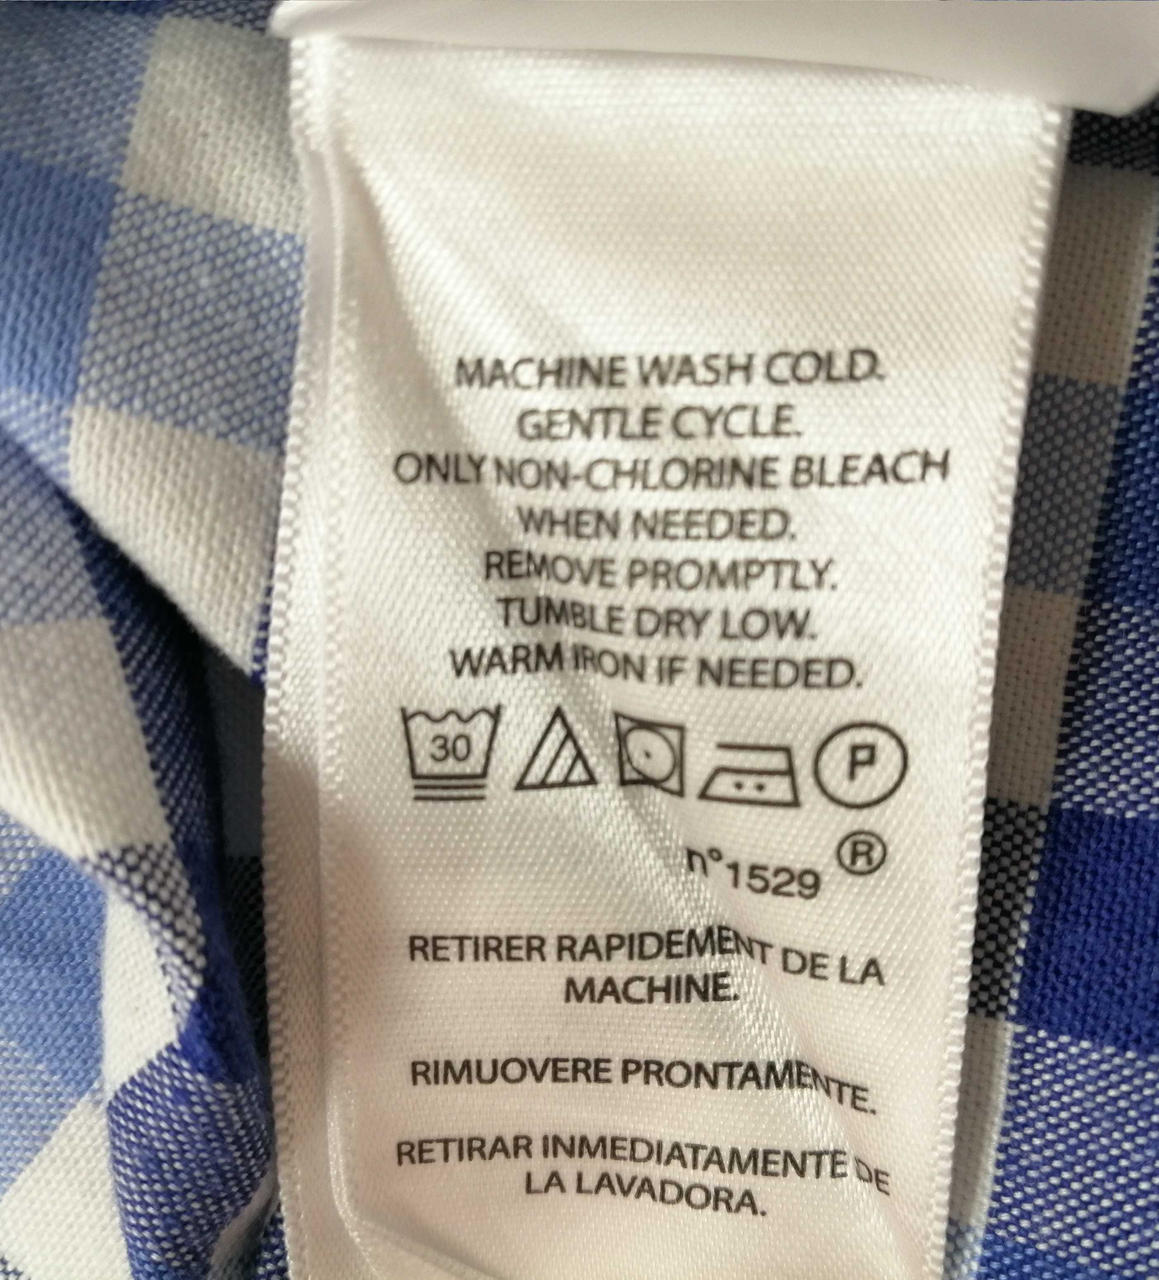 MACHINE WASH COLD.
GENTLE CYCLE.
ONLY NON-CHLORINE BLEACH
WHEN NEEDED.
REMOVE PROMPTLY.
TUMBLE DRY LOW.
WARM IRON IF NEEDED.
30 P
n°1529 ®
RETIRER RAPIDEMENT DE LA
MACHINE.
RIMUOVERE PRONTAMENTE.
RETIRAR INMEDIATAMENTE DE
LA LAVADORA.